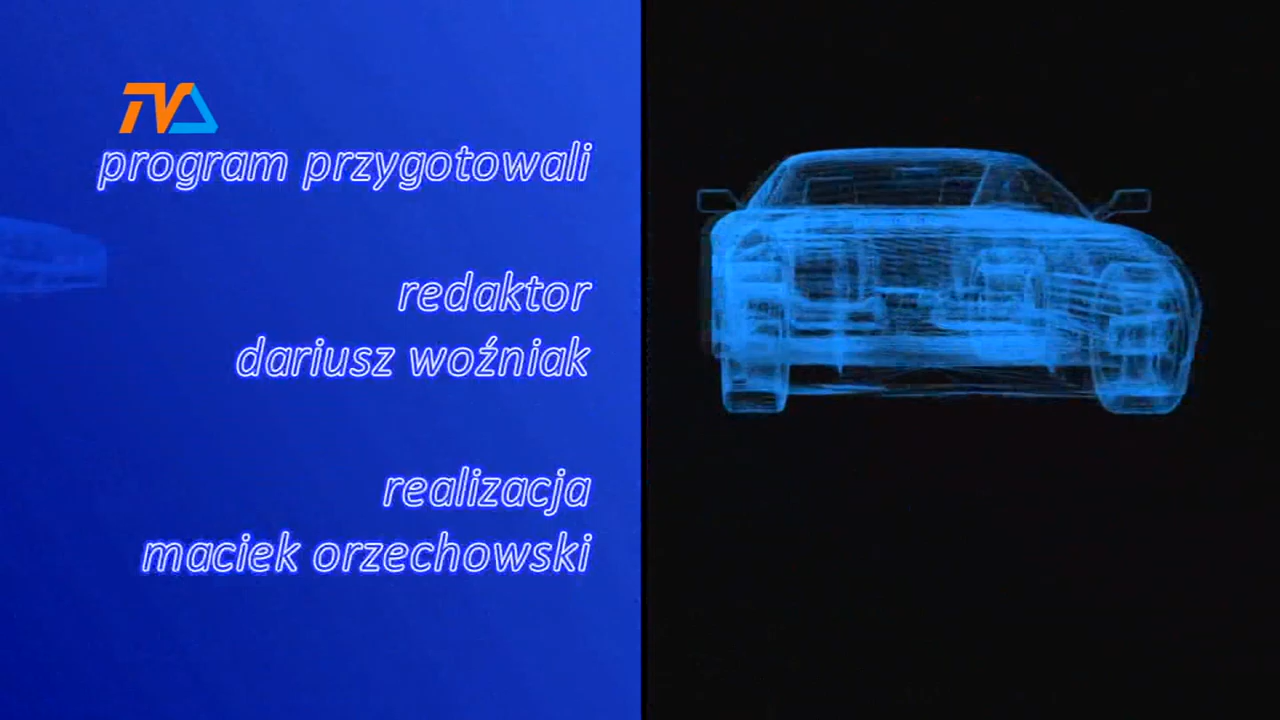 TVA
program przygotowali
redaktor
dariusz woźniak
realizacja
maciek orzechowski